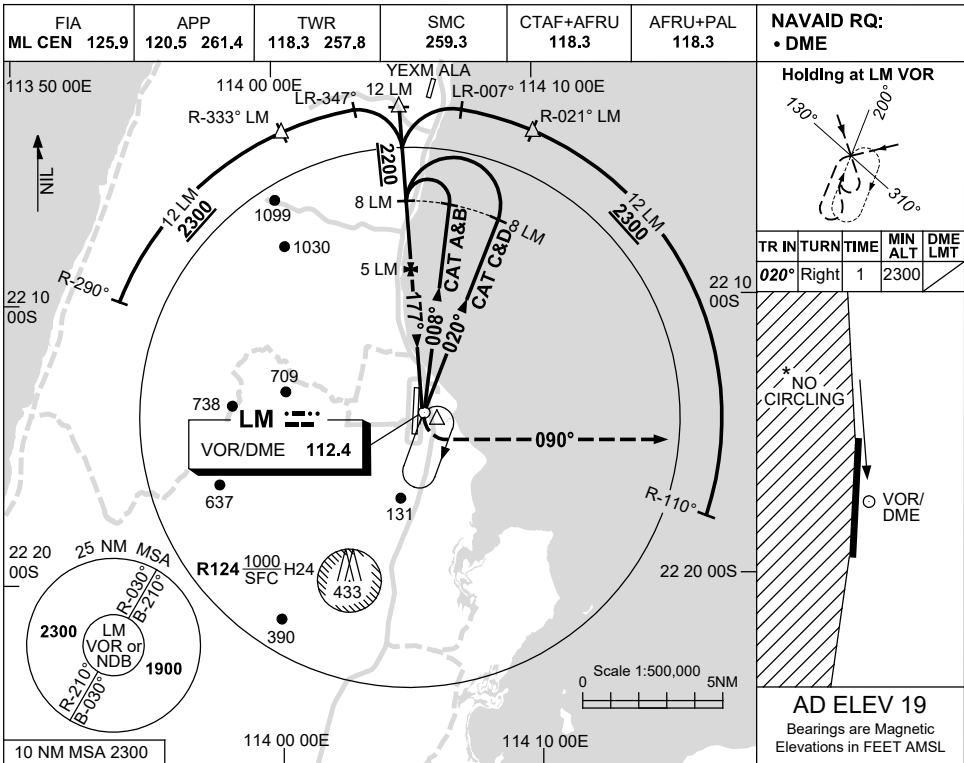 FIA
ML CEN 125.9
APP
120.5 261.4
TWR
118.3 257.8
SMC
259.3
CTAF+AFRU
118.3
AFRU+PAL
118.3
NAVAID RQ:
• DME
113 50 00E
114 00 00E
114 10 00E
YEXM ALA
12 LM
LR-347°
LR-007°
R-333° LM
R-021° LM
NIL
2200
12 LM
2300
12 LM
2300
8 LM
8 LM
1099
1030
CAT A&B
CAT C&D
5 LM
R-290°
22 10
00S
22 10
00S
177°
008°
020°
709
738
LM
VOR/DME 112.4
090°
637
131
R-110°
22 20
00S
22 20 00S
R124 1000
SFC H24
433
390
25 NM MSA
R-030°
B-210°
2300
LM
VOR or
NDB
1900
R-210°
B-030°
10 NM MSA 2300
Scale 1:500,000
0 5NM
114 00 00E
114 10 00E
Holding at LM VOR
130°
200°
310°
TR IN TURN TIME MIN ALT DME LMT
020° Right 1 2300
* NO
CIRCLING
VOR/
DME
AD ELEV 19
Bearings are Magnetic
Elevations in FEET AMSL